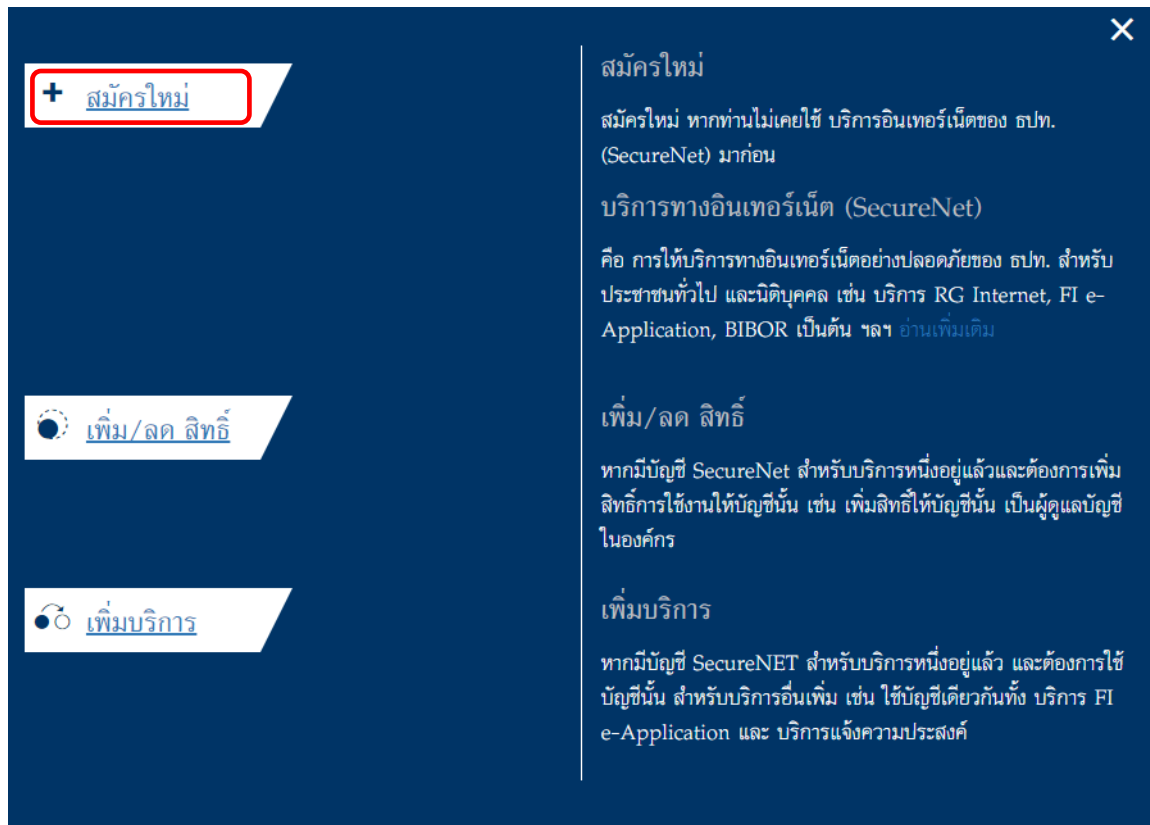 สมัครใหม่
สมัครใหม่
สมัครใหม่ หากท่านไม่เคยใช้ บริการอินเทอร์เน็ตของ ธปท.
(SecureNet) มาก่อน
บริการทางอินเทอร์เน็ต (SecureNet)
คือ การให้บริการทางอินเทอร์เน็ตอย่างปลอดภัยของ ธปท. สำหรับ
ประชาชนทั่วไป และนิติบุคคล เช่น บริการ RG Internet, FI e-
Application, BIBOR เป็นต้น ฯลฯ อ่านเพิ่มเติม
เพิ่ม/ลด สิทธิ์
เพิ่ม/ลด สิทธิ์
หากมีบัญชี SecureNet สำหรับบริการหนึ่งอยู่แล้วและต้องการเพิ่ม
สิทธิ์การใช้งานให้บัญชีนั้น เช่น เพิ่มสิทธิ์ให้บัญชีนั้น เป็นผู้ดูแลบัญชี
ในองค์กร
เพิ่มบริการ
เพิ่มบริการ
หากมีบัญชี SecureNET สำหรับบริการหนึ่งอยู่แล้ว และต้องการใช้
บัญชีนั้น สำหรับบริการอื่นเพิ่ม เช่น ใช้บัญชีเดียวกันทั้ง บริการ FI
e-Application และ บริการแจ้งความประสงค์